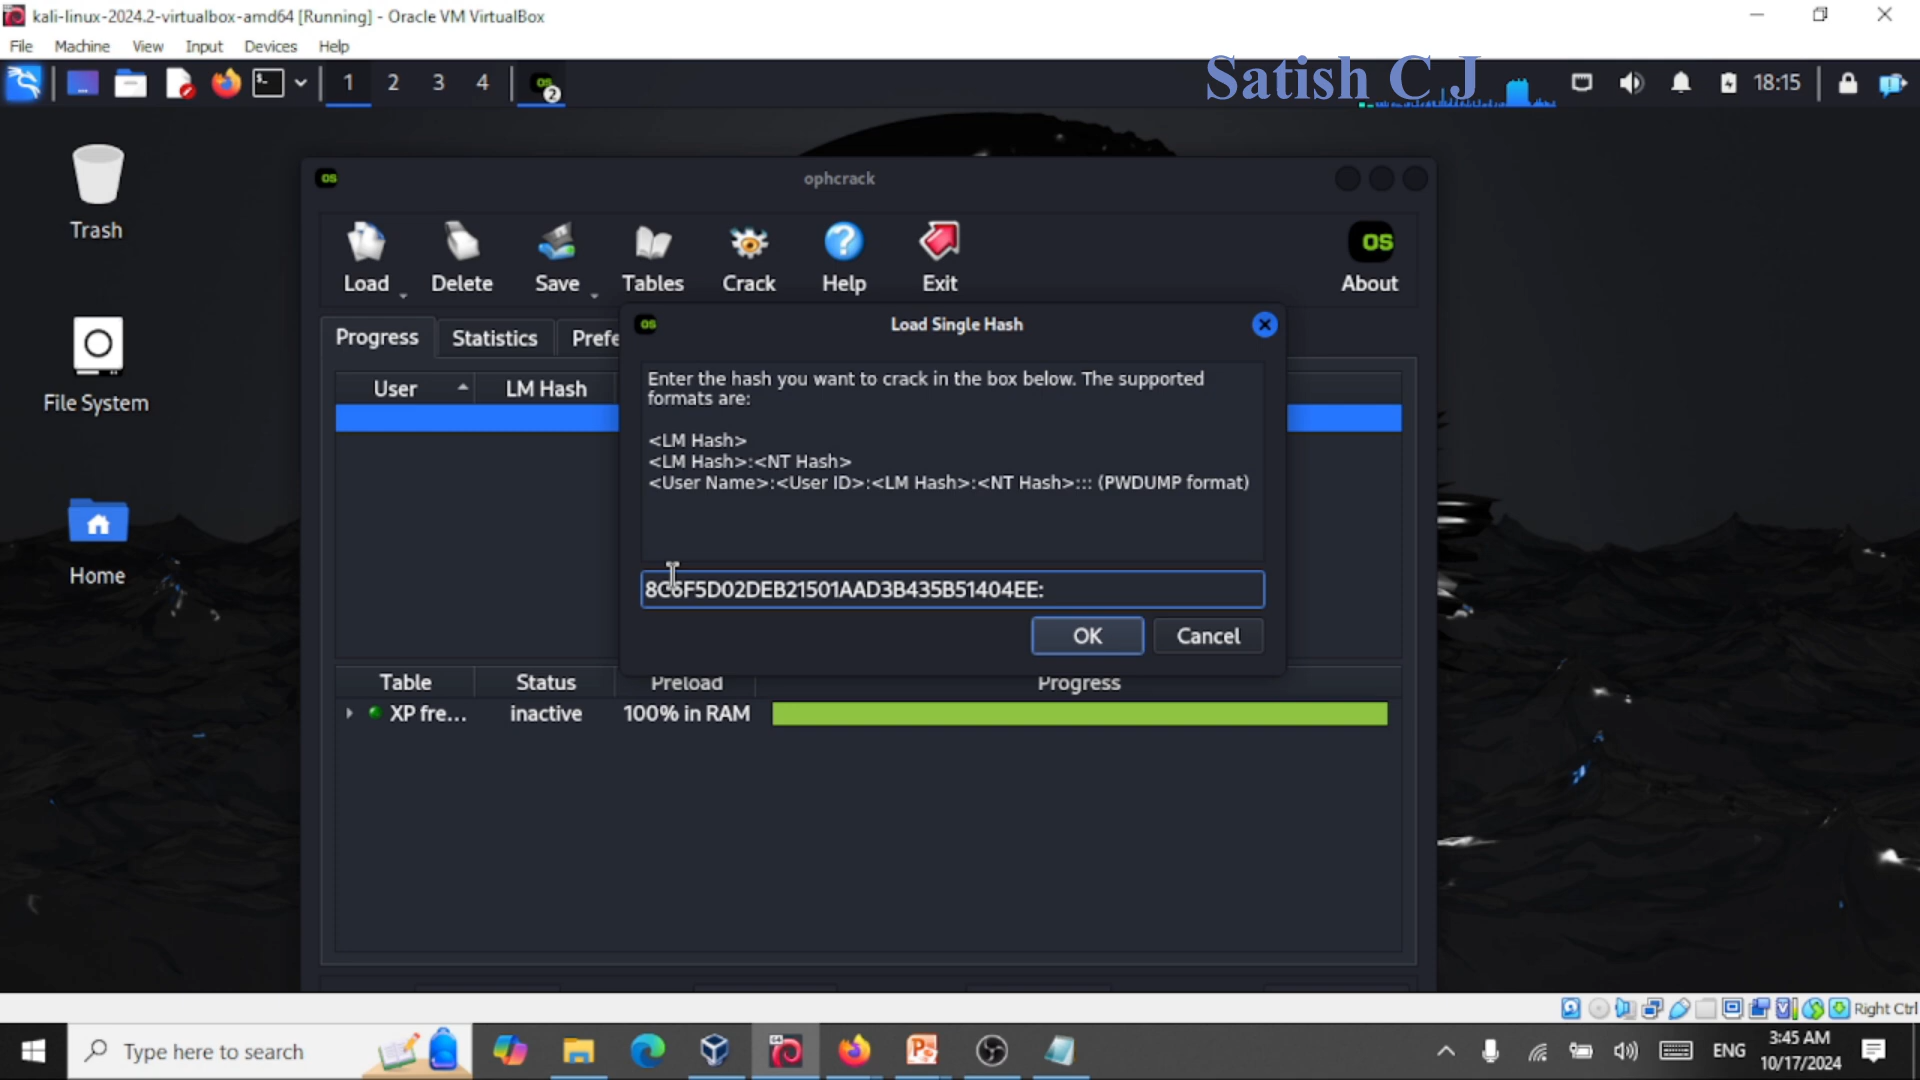 kali-linux-2024.2-virtualbox-amd64 [Running] - Oracle VM VirtualBox
File Machine View Input Devices Help
1 2 3 4
2
Satish C J
18:15
Trash
File System
Home
ophcrack
Load Delete Save Tables Crack Help Exit
OS
About
Progress Statistics Prefe
User LM Hash
Load Single Hash
Enter the hash you want to crack in the box below. The supported
formats are:
<LM Hash>
<LM Hash>:<NT Hash>
<User Name>:<User ID>:<LM Hash>:<NT Hash>::: (PWDUMP format)
8C6F5D02DEB21501AAD3B435B51404EE:
OK Cancel
Table Status Preload Progress
XP fre... inactive 100% in RAM
Right Ctrl
Type here to search
ENG
3:45 AM
10/17/2024